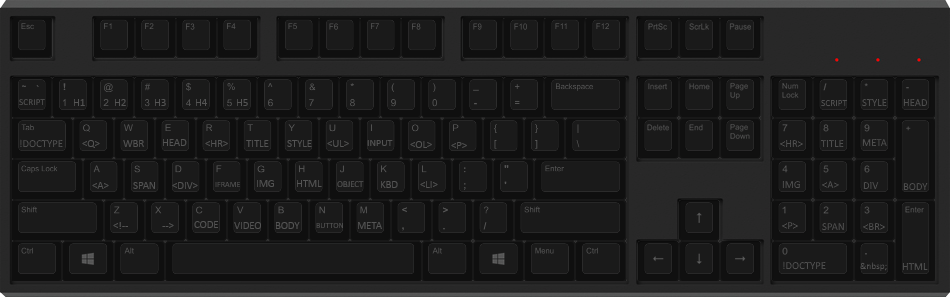 Esc F1 F2 F3 F4 F5 F6 F7 F8 F9 F10 F11 F12 PrtSc ScrLk Pause
~ ` SCRIPT
! 1 H1
@ 2 H2
# 3 H3
$ 4 H4
% 5 H5
^ 6
& 7
* 8
( 9
) 0
_ -
+ =
Backspace
Insert
Home
Page Up
Num Lock
/ SCRIPT
* STYLE
- HEAD
Tab !DOCTYPE
Q <Q>
W WBR
E HEAD
R <HR>
T TITLE
Y STYLE
U <UL>
I INPUT
O <OL>
P <P>
{ [
} ]
| \
Delete
End
Page Down
7 <HR>
8 TITLE
9 META
+ BODY
Caps Lock
A <A>
S SPAN
D <DIV>
F IFRAME
G IMG
H HTML
J OBJECT
K KBD
L <LI>
: ;
" '
Enter
4 IMG
5 <A>
6 DIV
Shift
Z <!--
X -->
C CODE
V VIDEO
B BODY
N BUTTON
M META
< ,
> .
? /
Shift
↑
1 <P>
2 SPAN
3 <BR>
Enter HTML
Ctrl
Alt
Alt
Menu
Ctrl
← ↓ →
0 !DOCTYPE
. &nbsp;